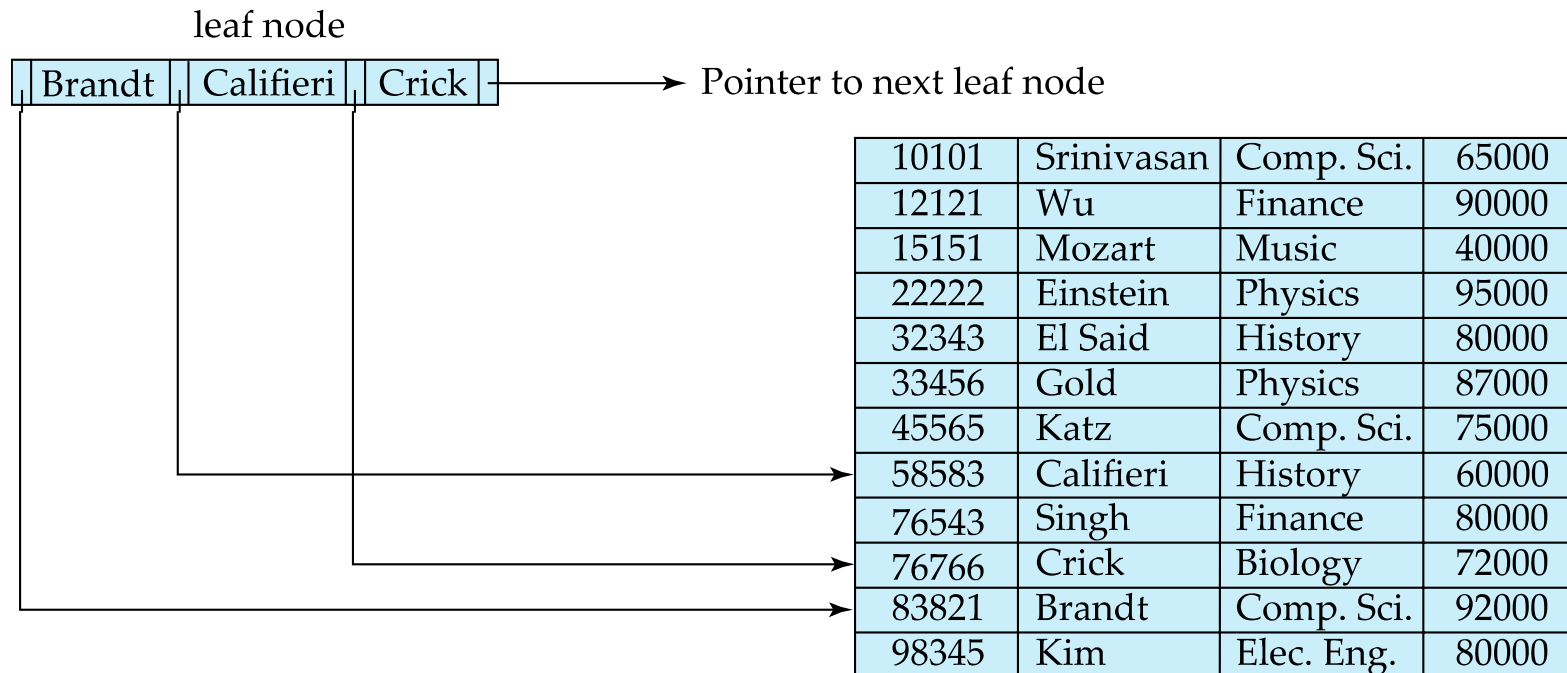 leaf node
Brandt Califieri Crick Pointer to next leaf node
10101 Srinivasan Comp. Sci. 65000
12121 Wu Finance 90000
15151 Mozart Music 40000
22222 Einstein Physics 95000
32343 El Said History 80000
33456 Gold Physics 87000
45565 Katz Comp. Sci. 75000
58583 Califieri History 60000
76543 Singh Finance 80000
76766 Crick Biology 72000
83821 Brandt Comp. Sci. 92000
98345 Kim Elec. Eng. 80000